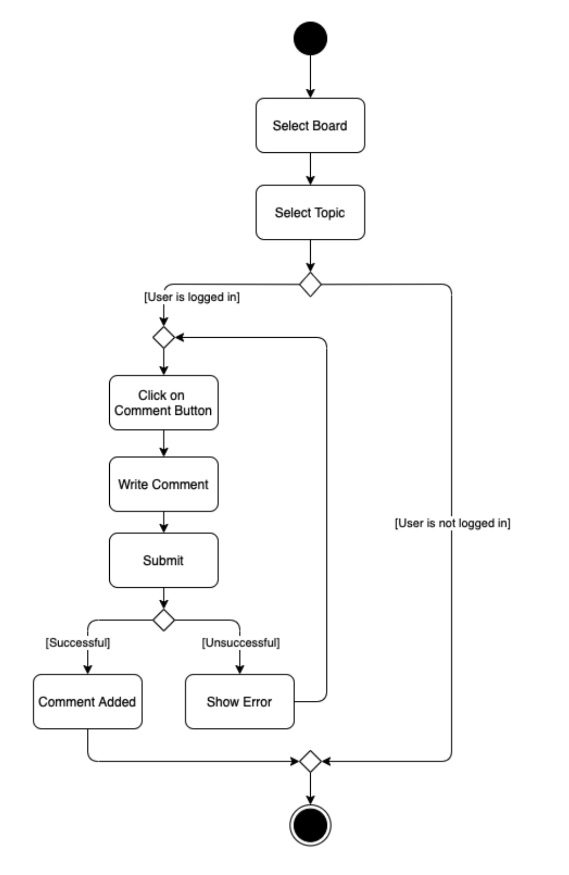 Select Board
Select Topic
[User is logged in]
Click on
Comment Button
Write Comment
[User is not logged in]
Submit
[Successful]
[Unsuccessful]
Comment Added
Show Error